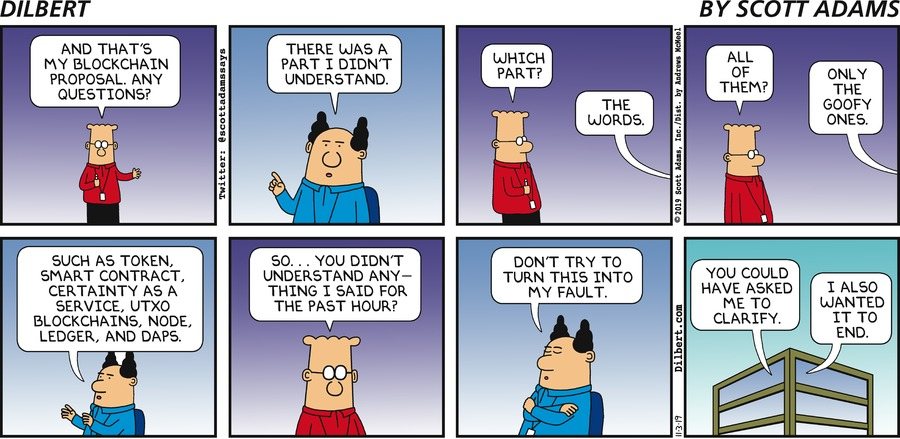 DILBERT
BY SCOTT ADAMS
AND THAT'S
MY BLOCKCHAIN
PROPOSAL. ANY
QUESTIONS?
Twitter: @scottadamssays
THERE WAS A
PART I DIDN'T
UNDERSTAND.
WHICH
PART?
THE
WORDS.
©2019 Scott Adams, Inc./Dist. by Andrews McMeel
ALL
OF
THEM?
ONLY
THE
GOOFY
ONES.
SUCH AS TOKEN,
SMART CONTRACT,
CERTAINTY AS A
SERVICE, UTXO
BLOCKCHAINS, NODE,
LEDGER, AND DAPS.
SO... YOU DIDN'T
UNDERSTAND ANY–
THING I SAID FOR
THE PAST HOUR?
DON'T TRY TO
TURN THIS INTO
MY FAULT.
Dilbert.com
11-3-19
YOU COULD
HAVE ASKED
ME TO
CLARIFY.
I ALSO
WANTED
IT TO
END.